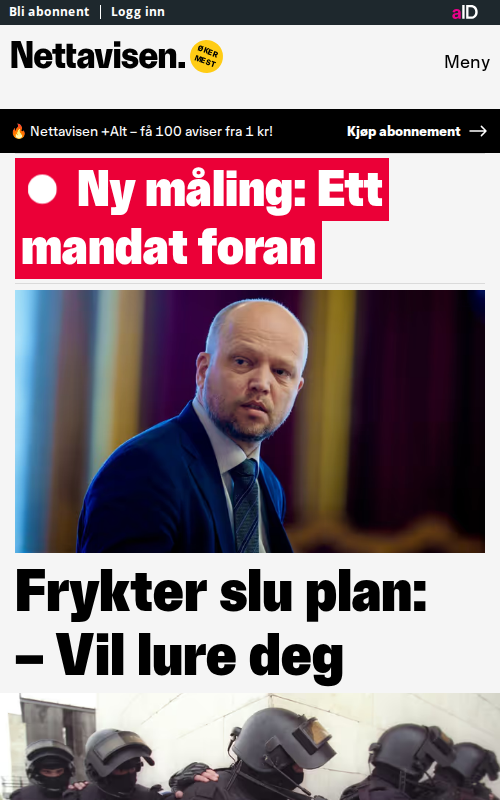 Bli abonnent | Logg inn
aID
Nettavisen.
ØKER
MEST
Meny
🔥 Nettavisen +Alt – få 100 aviser fra 1 kr!
Kjøp abonnement →
Ny måling: Ett
mandat foran
Frykter slu plan:
– Vil lure deg